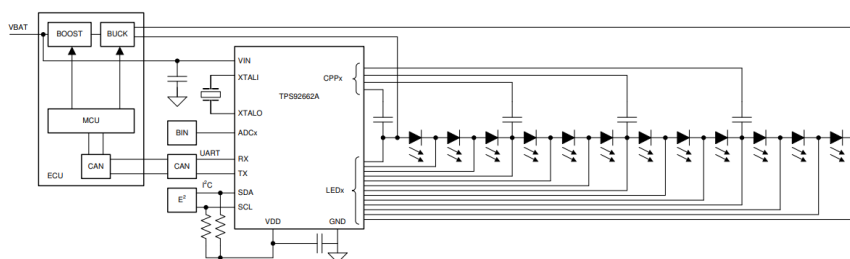 VBAT
BOOST
BUCK
MCU
CAN
ECU
CAN
UART
BIN
I²C
E²
VIN
XTALI
XTALO
ADCx
RX
TX
SDA
SCL
VDD
GND
TPS92662A
CPPx
LEDx